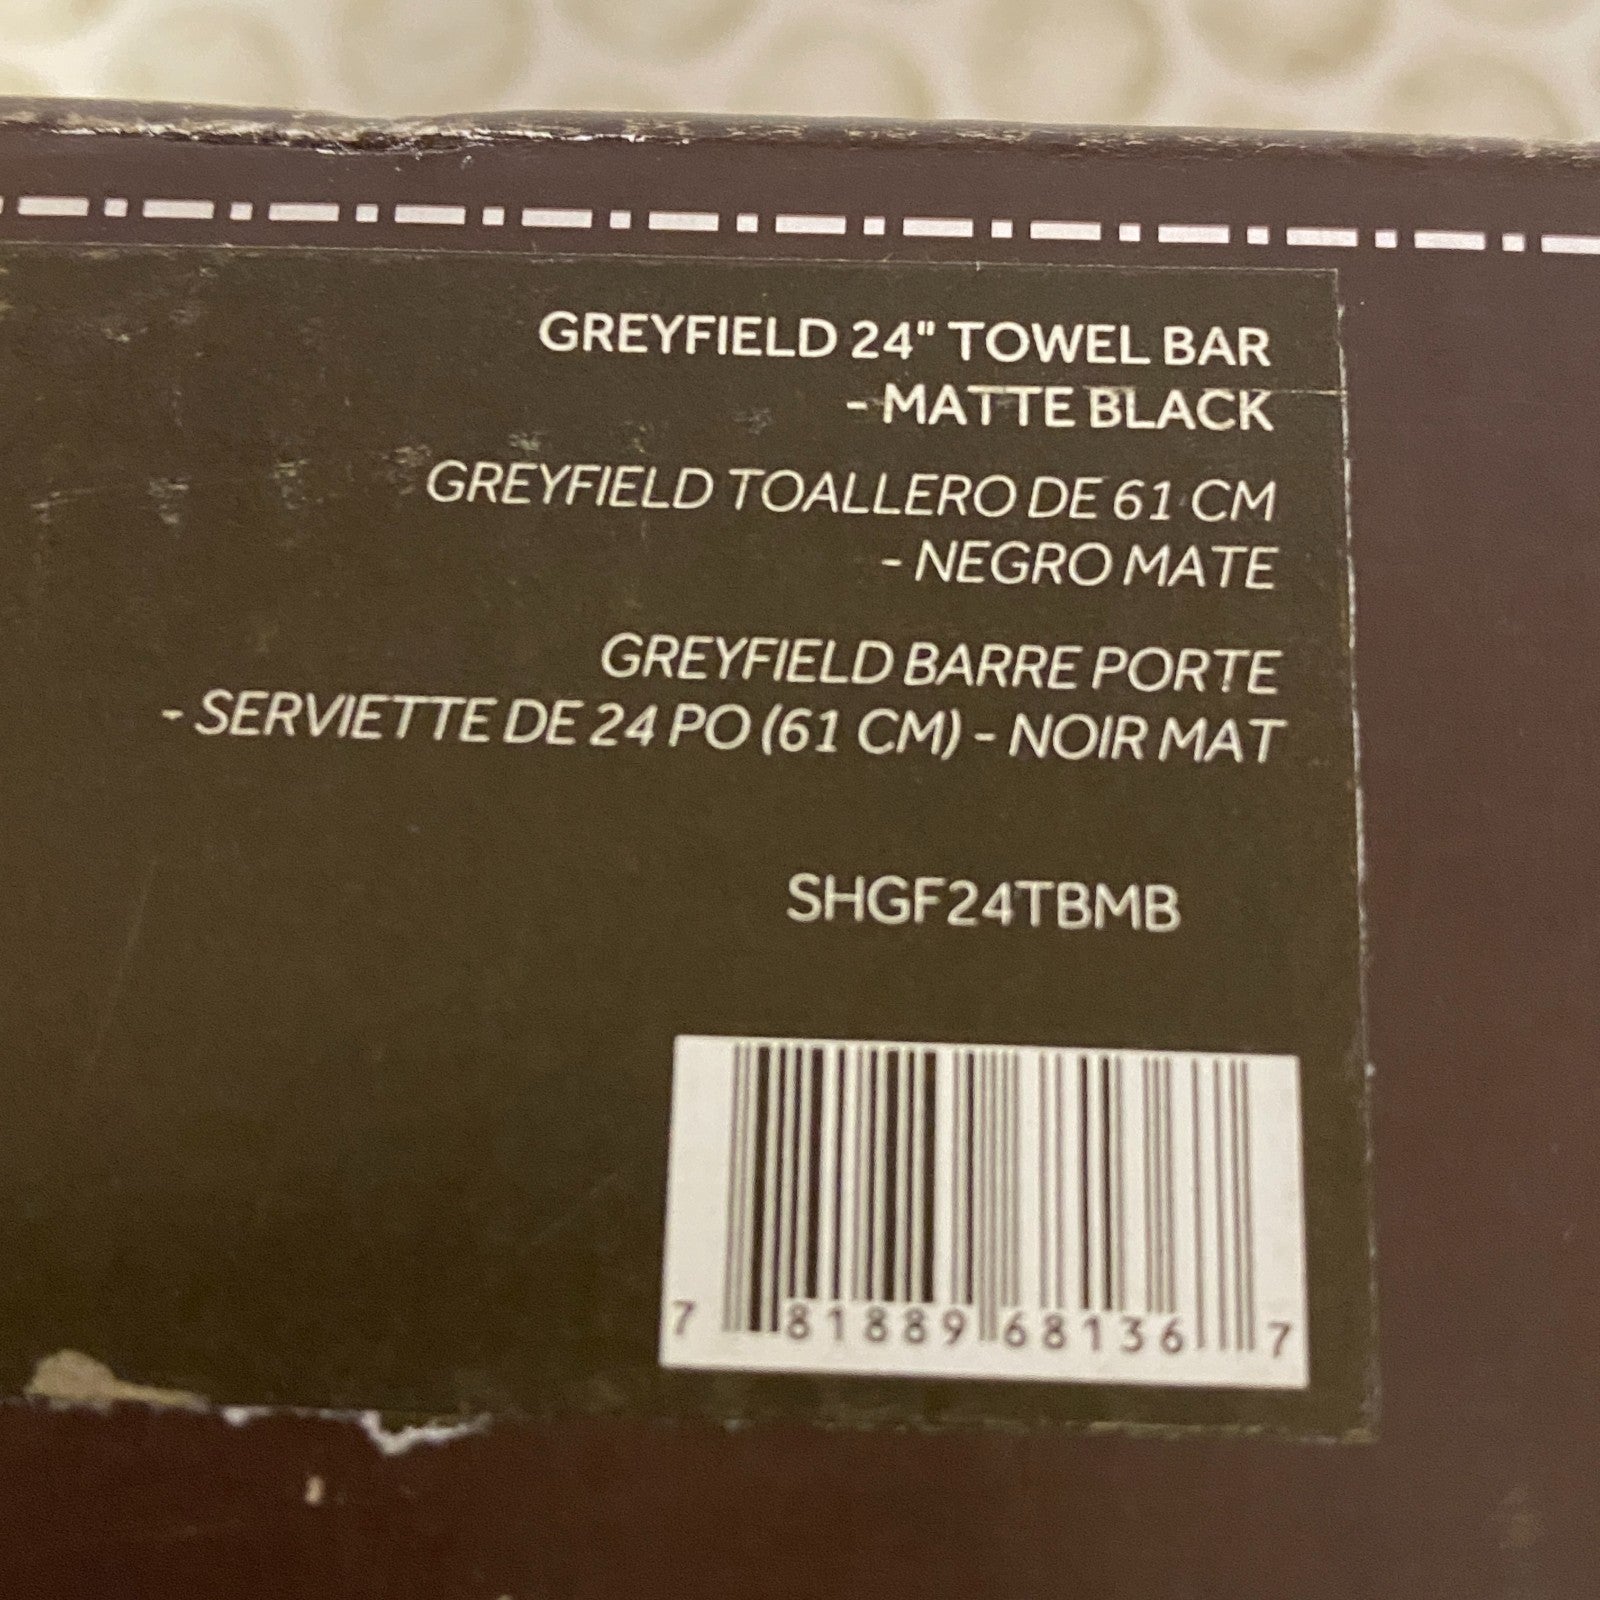 GREYFIELD 24" TOWEL BAR
- MATTE BLACK
GREYFIELD TOALLERO DE 61 CM
- NEGRO MATE
GREYFIELD BARRE PORTE
- SERVIETTE DE 24 PO (61 CM) - NOIR MAT
SHGF24TBMB
7 81889 68136 7